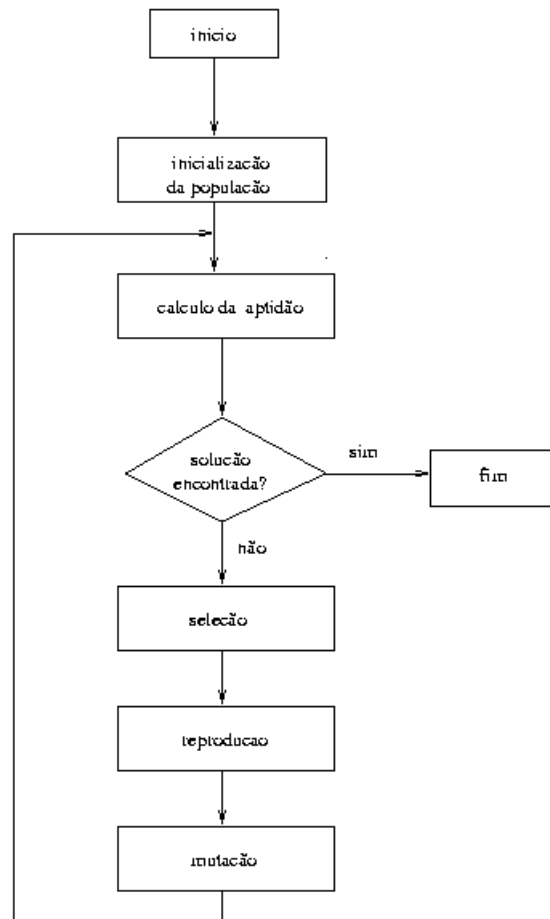 inicio
inicialização
da população
calculo da aptidão
solucão
encontrada?
sim
fim
não
selecão
reproducao
mutacão